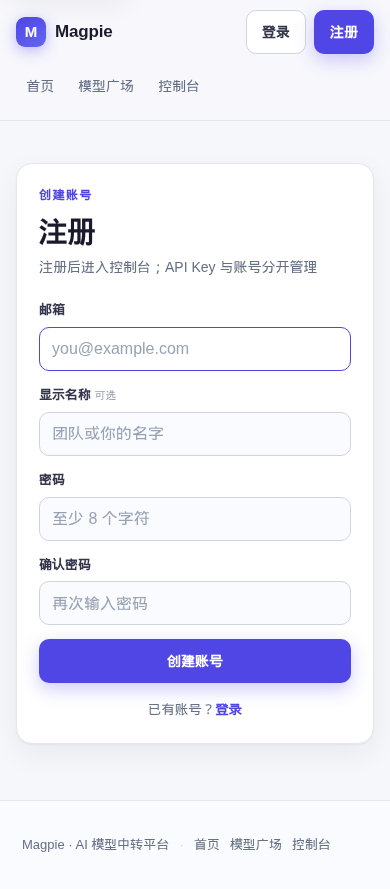 M Magpie 登录 注册
首页 模型广场 控制台
创建账号
注册
注册后进入控制台；API Key 与账号分开管理
邮箱
you@example.com
显示名称 可选
团队或你的名字
密码
至少 8 个字符
确认密码
再次输入密码
创建账号
已有账号？登录
Magpie · AI 模型中转平台 · 首页 模型广场 控制台